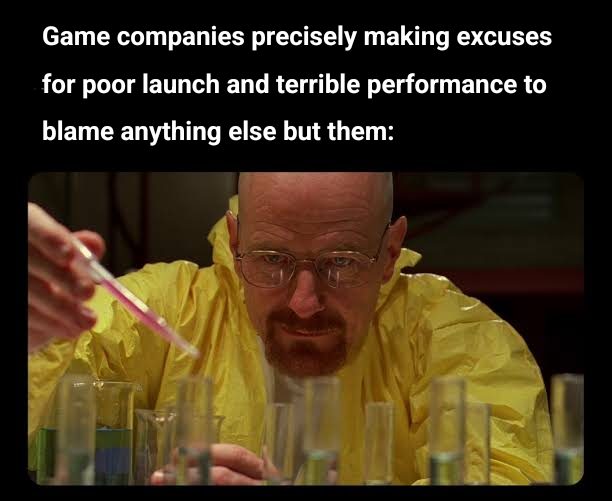 Game companies precisely making excuses
for poor launch and terrible performance to
blame anything else but them: